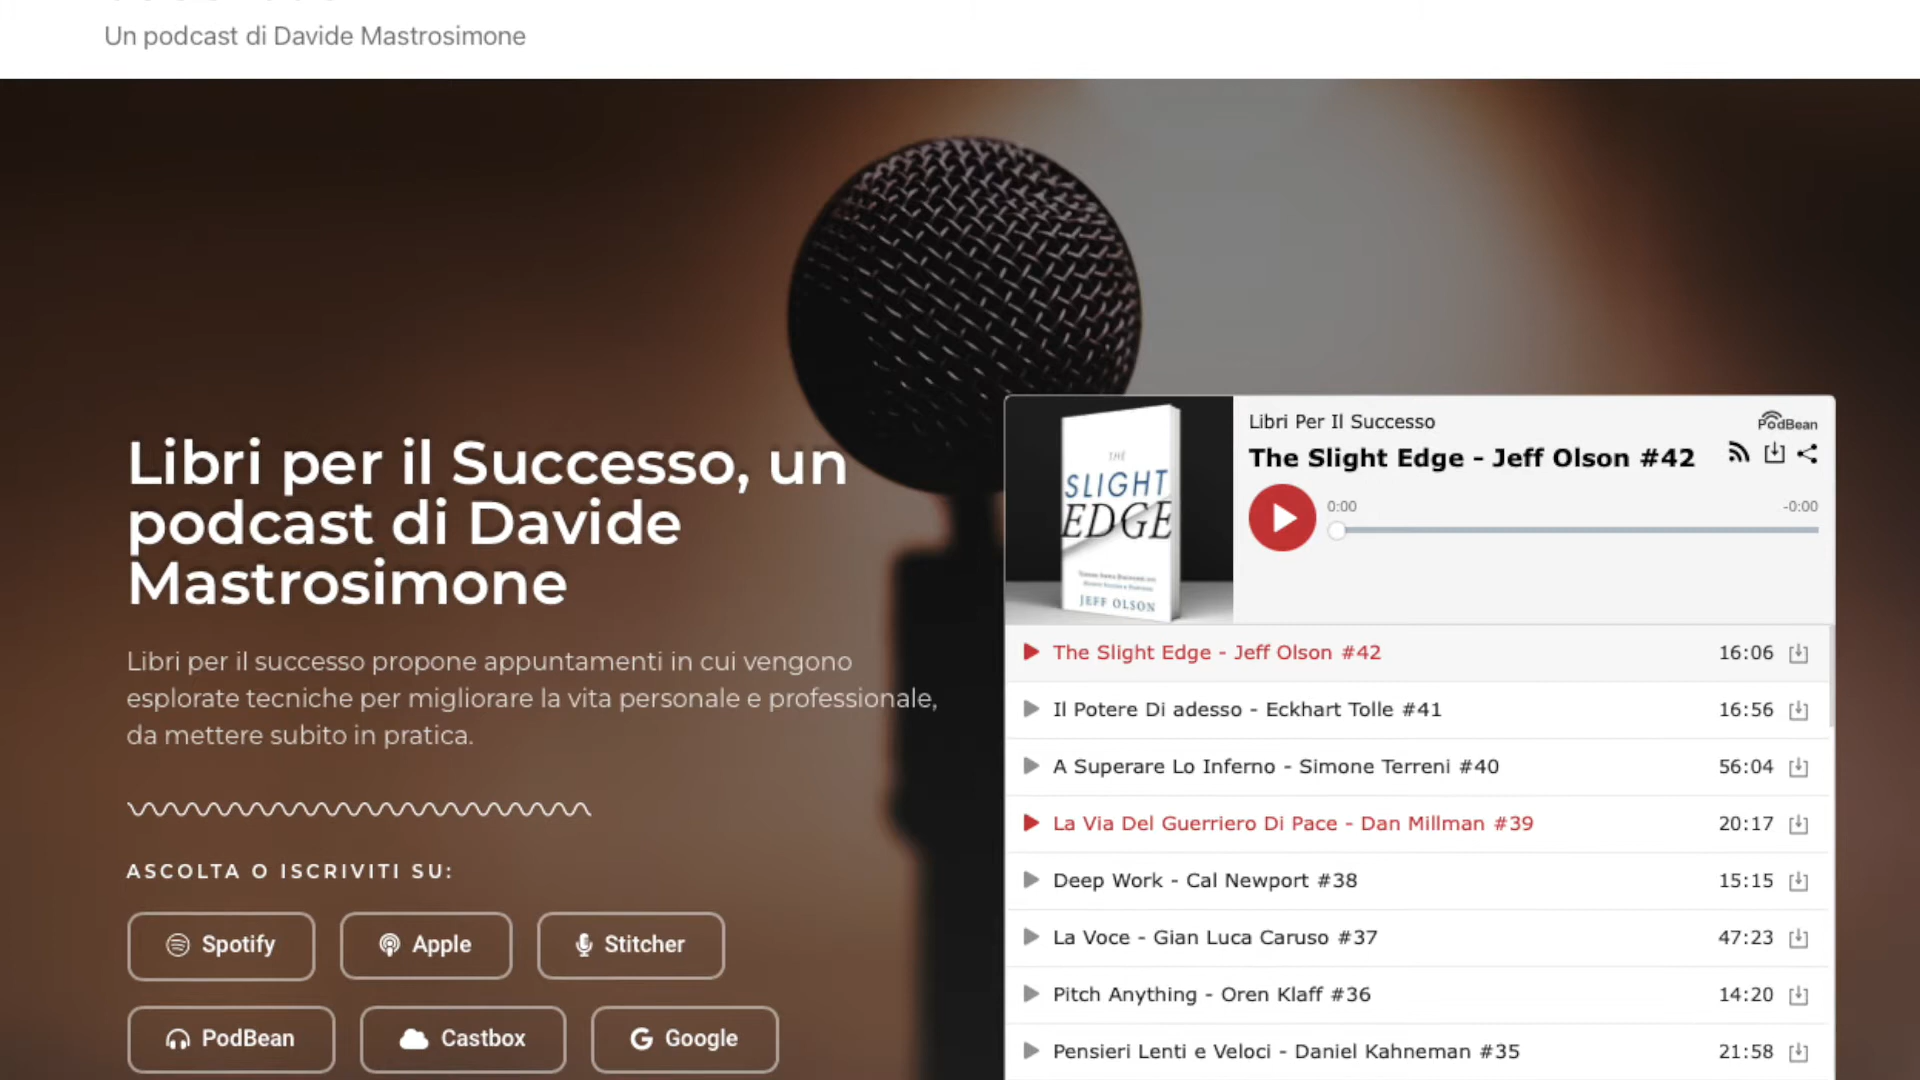 Un podcast di Davide Mastrosimone
Libri per il Successo, un
podcast di Davide
Mastrosimone
Libri per il successo propone appuntamenti in cui vengono
esplorate tecniche per migliorare la vita personale e professionale,
da mettere subito in pratica.
ASCOLTA O ISCRIVITI SU:
Spotify
Apple
Stitcher
PodBean
Castbox
Google
THE
SLIGHT
EDGE
JEFF OLSON
Libri Per Il Successo
PodBean
The Slight Edge - Jeff Olson #42
0:00
-0:00
The Slight Edge - Jeff Olson #42 16:06
Il Potere Di adesso - Eckhart Tolle #41 16:56
A Superare Lo Inferno - Simone Terreni #40 56:04
La Via Del Guerriero Di Pace - Dan Millman #39 20:17
Deep Work - Cal Newport #38 15:15
La Voce - Gian Luca Caruso #37 47:23
Pitch Anything - Oren Klaff #36 14:20
Pensieri Lenti e Veloci - Daniel Kahneman #35 21:58